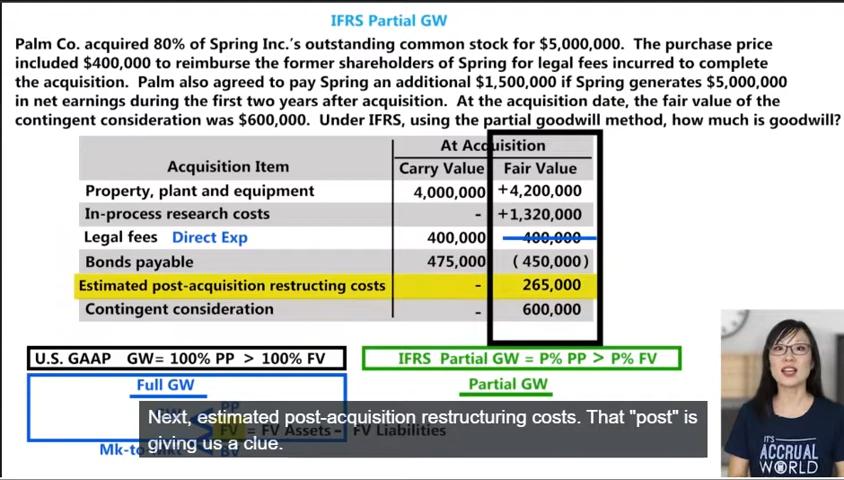 IFRS Partial GW
Palm Co. acquired 80% of Spring Inc.'s outstanding common stock for $5,000,000. The purchase price
included $400,000 to reimburse the former shareholders of Spring for legal fees incurred to complete
the acquisition. Palm also agreed to pay Spring an additional $1,500,000 if Spring generates $5,000,000
in net earnings during the first two years after acquisition. At the acquisition date, the fair value of the
contingent consideration was $600,000. Under IFRS, using the partial goodwill method, how much is goodwill?
At Acquisition
Acquisition Item Carry Value Fair Value
Property, plant and equipment 4,000,000 +4,200,000
In-process research costs - +1,320,000
Legal fees Direct Exp 400,000 400,000
Bonds payable 475,000 (450,000)
Estimated post-acquisition restructing costs - 265,000
Contingent consideration - 600,000
U.S. GAAP GW= 100% PP > 100% FV
IFRS Partial GW = P% PP > P% FV
Full GW
Partial GW
Next, estimated post-acquisition restructuring costs. That "post" is
giving us a clue.
FV = FV Assets - FV Liabilities
IT'S
ACCRUAL
WORLD